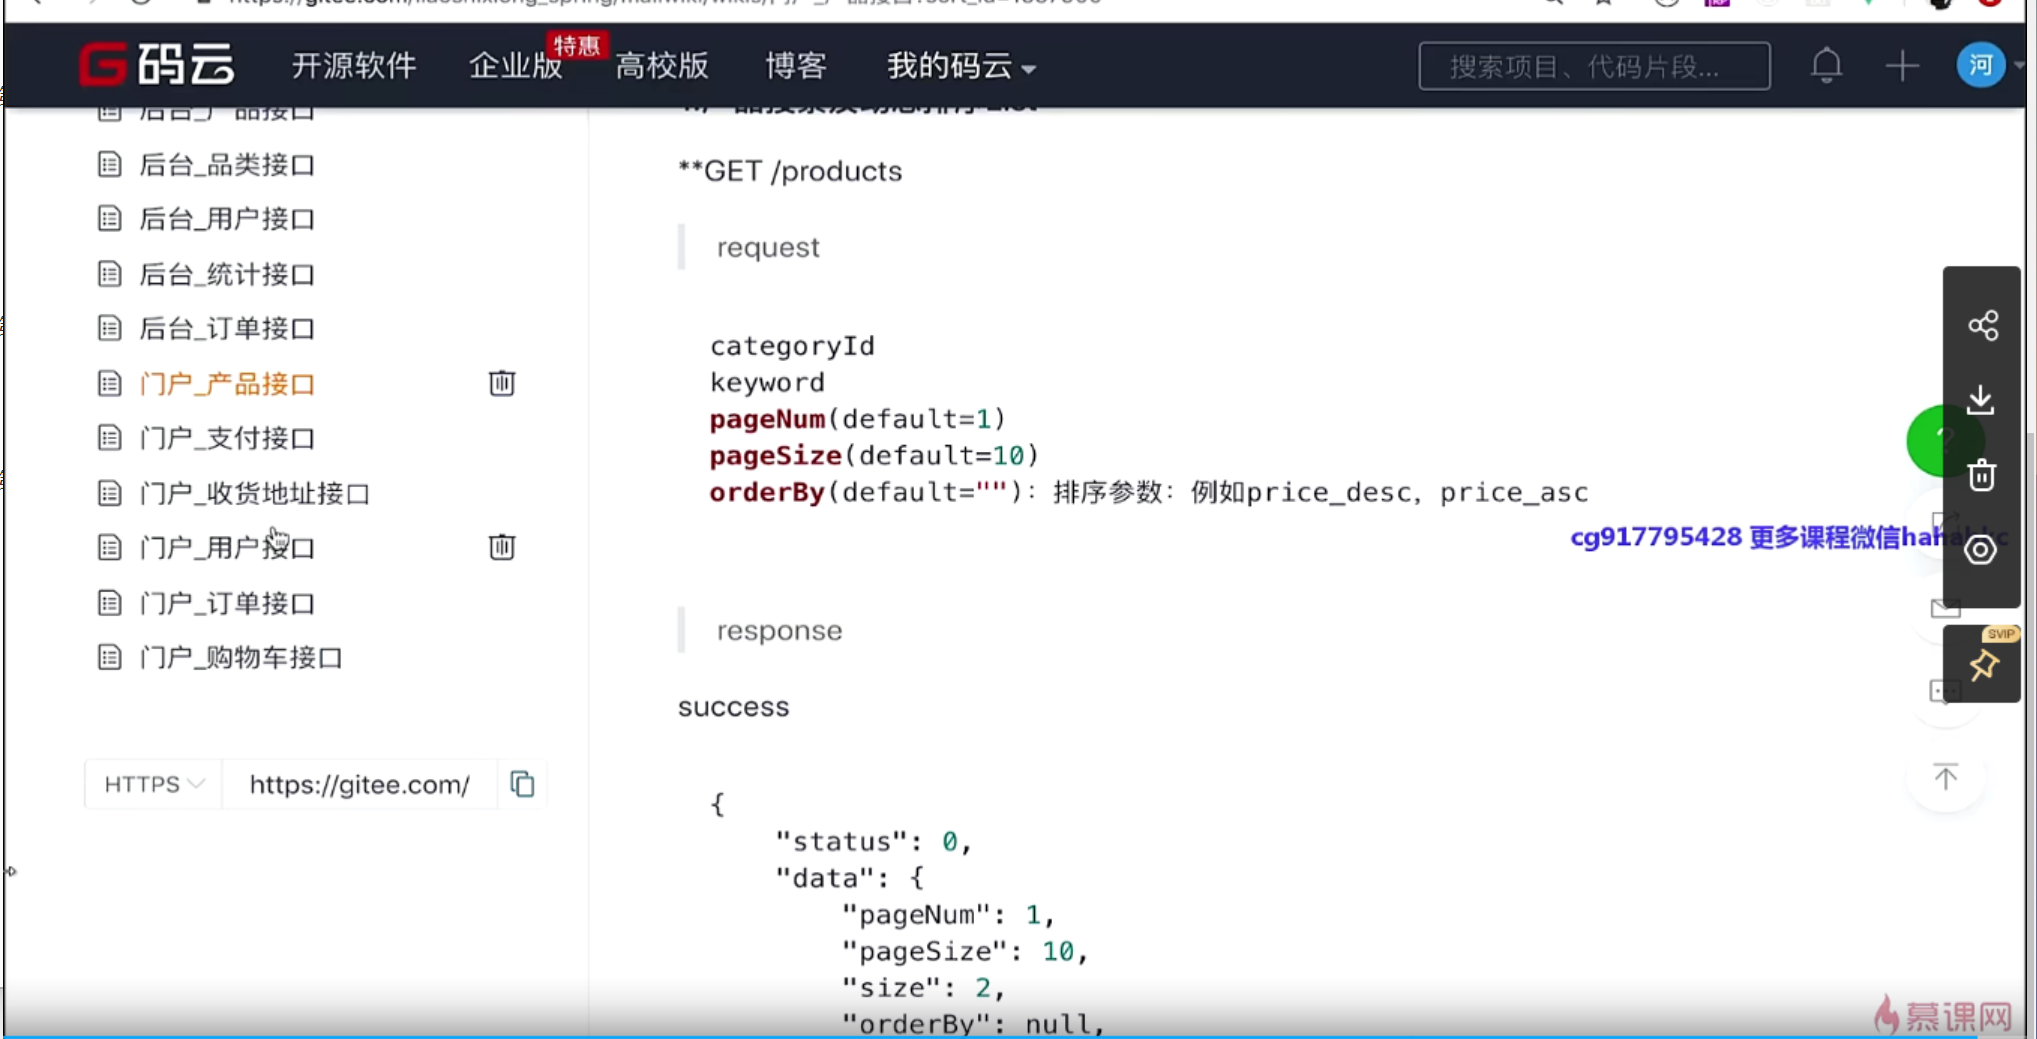 码云
开源软件
企业版
特惠
高校版
博客
我的码云
搜索项目、代码片段...
河
后台_产品接口
后台_品类接口
后台_用户接口
后台_统计接口
后台_订单接口
门户_产品接口
门户_支付接口
门户_收货地址接口
门户_用户接口
门户_订单接口
门户_购物车接口
HTTPS
https://gitee.com/
**GET /products
request
categoryId
keyword
pageNum(default=1)
pageSize(default=10)
orderBy(default=""): 排序参数: 例如price_desc, price_asc
cg917795428 更多课程微信
response
success
{
"status": 0,
"data": {
"pageNum": 1,
"pageSize": 10,
"size": 2,
"orderBy": null,
SVIP
慕课网